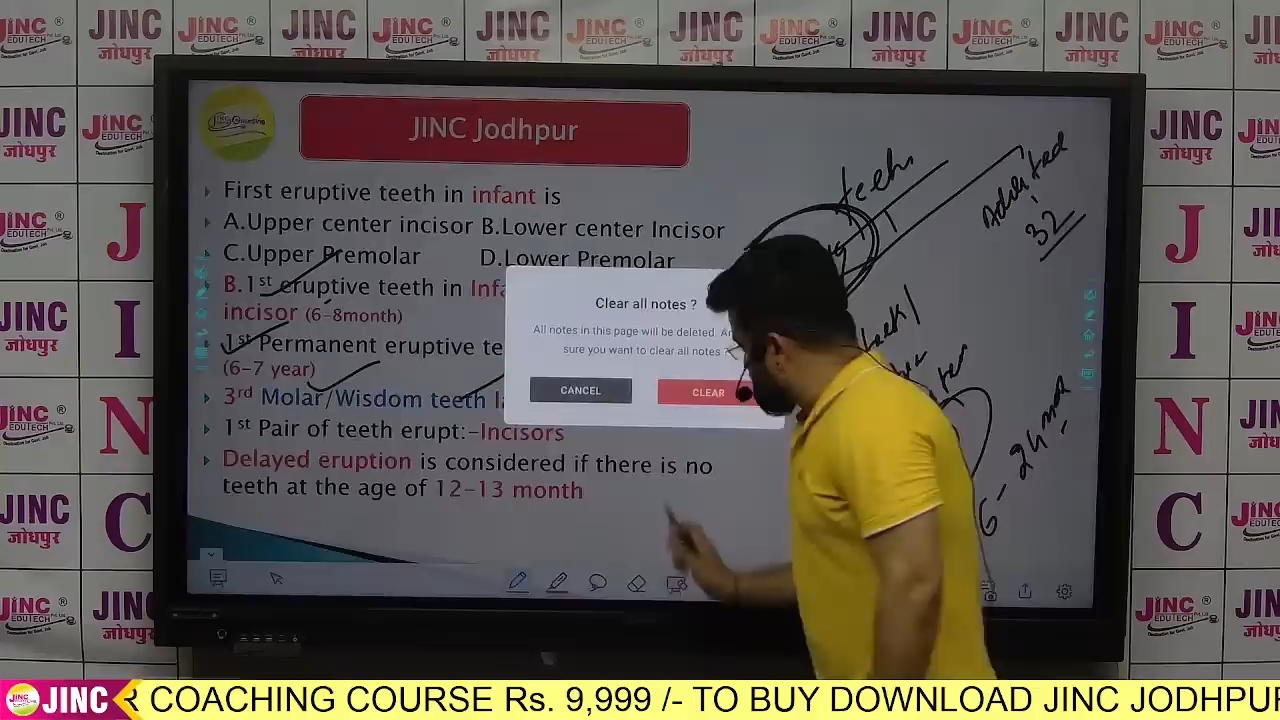 JINC Jodhpur
First eruptive teeth in infant is
A.Upper center incisor B.Lower center Incisor
C.Upper Premolar D.Lower Premolar
B.1st eruptive teeth in
incisor (6-8month)
1st Permanent eruptive
(6-7 year)
3rd Molar/Wisdom teeth
1st Pair of teeth erupt:-Incisors
Delayed eruption is considered if there is no
teeth at the age of 12-13 month
Clear all notes ?
All notes in this page will be deleted.
sure you want to clear all notes ?
CANCEL
CLEAR
teeth
32
6 - 24
JINC
EDUTECH
जोधपुर
J
I
N
C
J
I
N
C
JINC
COACHING COURSE Rs. 9,999 /- TO BUY DOWNLOAD JINC JODHPUR